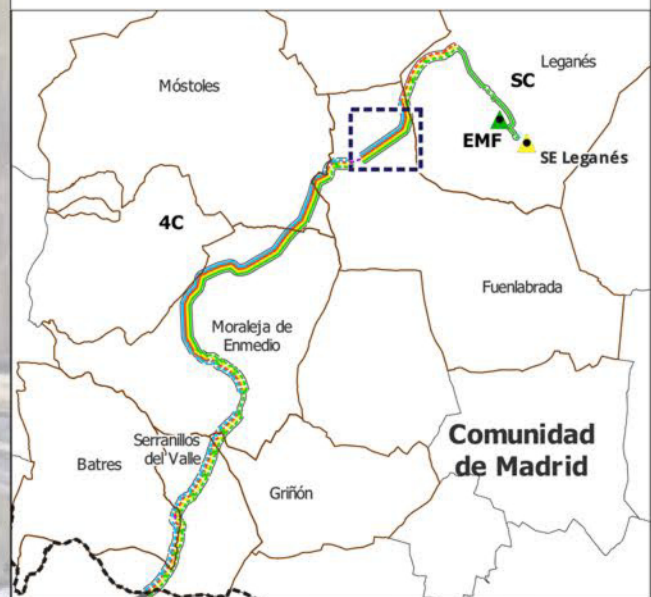 Leganés
Móstoles
SC
EMF
SE Leganés
4C
Fuenlabrada
Moraleja de
Enmedio
Serranillos
del Valle
Comunidad
de Madrid
Batres
Griñón